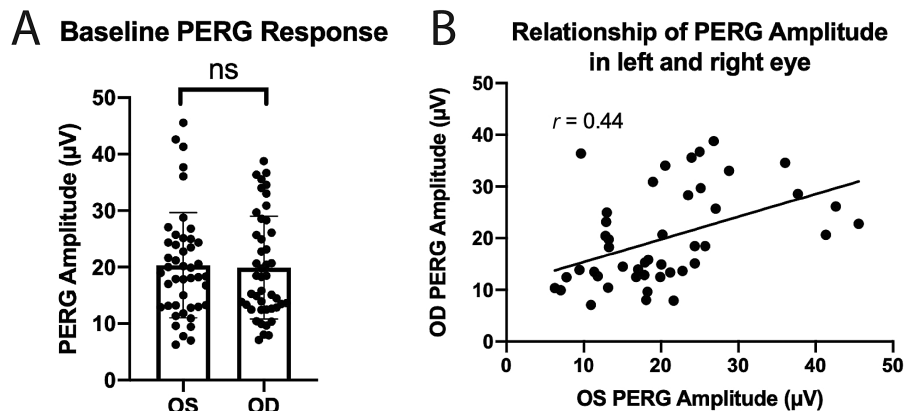 A Baseline PERG Response
ns
PERG Amplitude (µV)
50
40
30
20
10
0
OS OD
B Relationship of PERG Amplitude
in left and right eye
r = 0.44
OD PERG Amplitude (µV)
50
40
30
20
10
0
0 10 20 30 40 50
OS PERG Amplitude (µV)